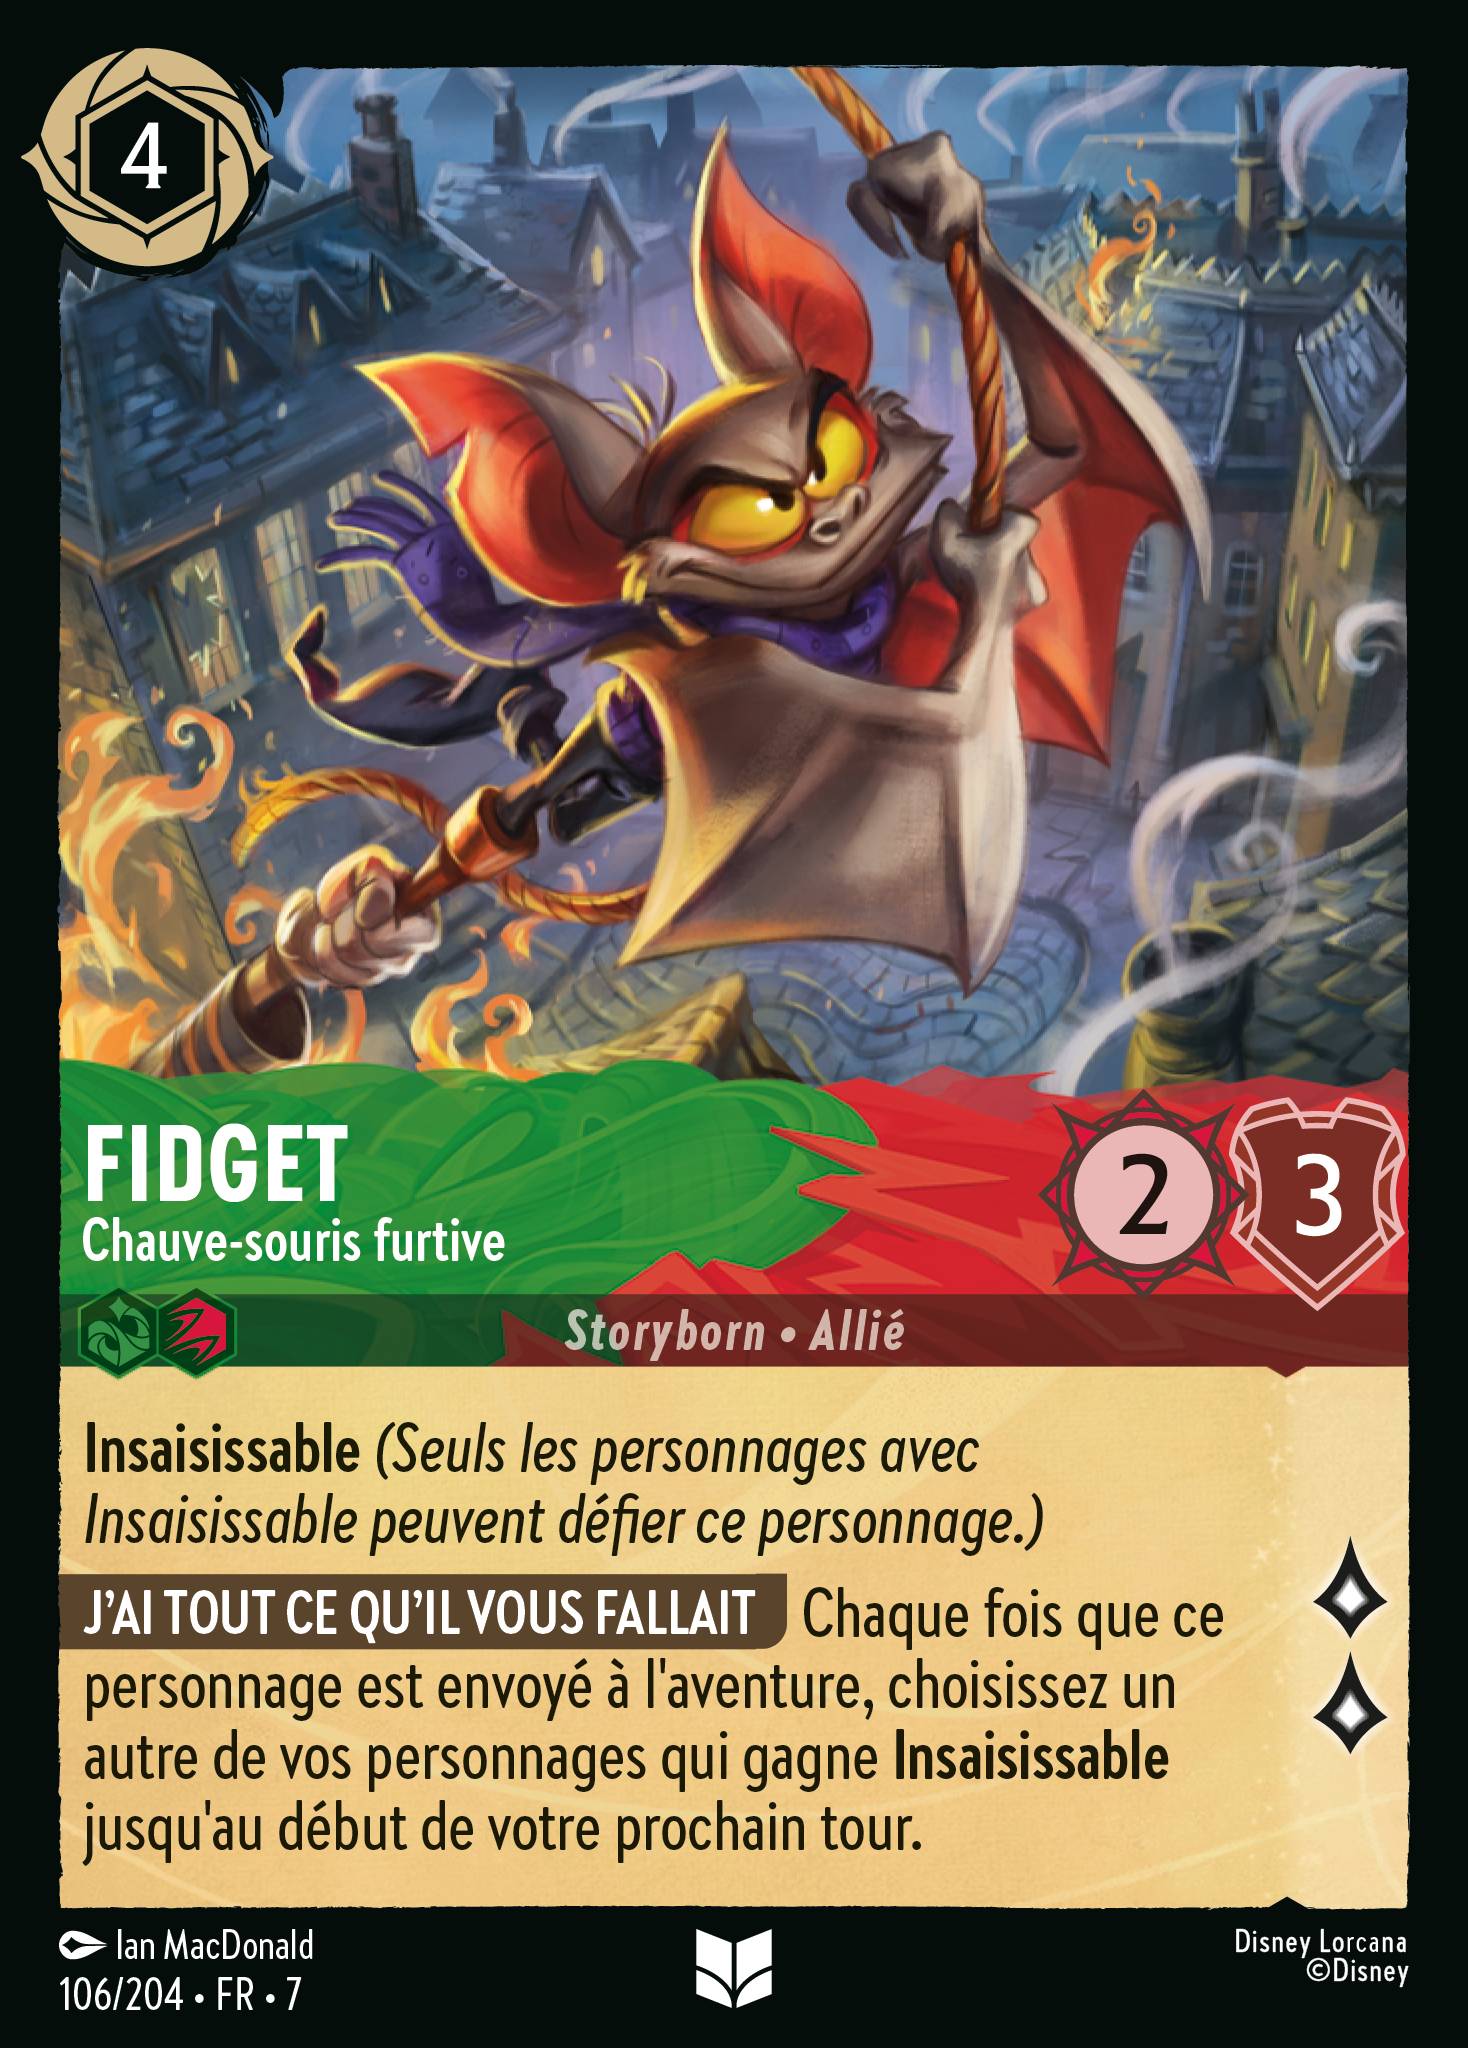 4
FIDGET
Chauve-souris furtive
2
3
Storyborn • Allié
Insaisissable (Seuls les personnages avec
Insaisissable peuvent défier ce personnage.)
J'AI TOUT CE QU'IL VOUS FALLAIT Chaque fois que ce
personnage est envoyé à l'aventure, choisissez un
autre de vos personnages qui gagne Insaisissable
jusqu'au début de votre prochain tour.
Ian MacDonald
106/204 • FR • 7
Disney Lorcana
©Disney